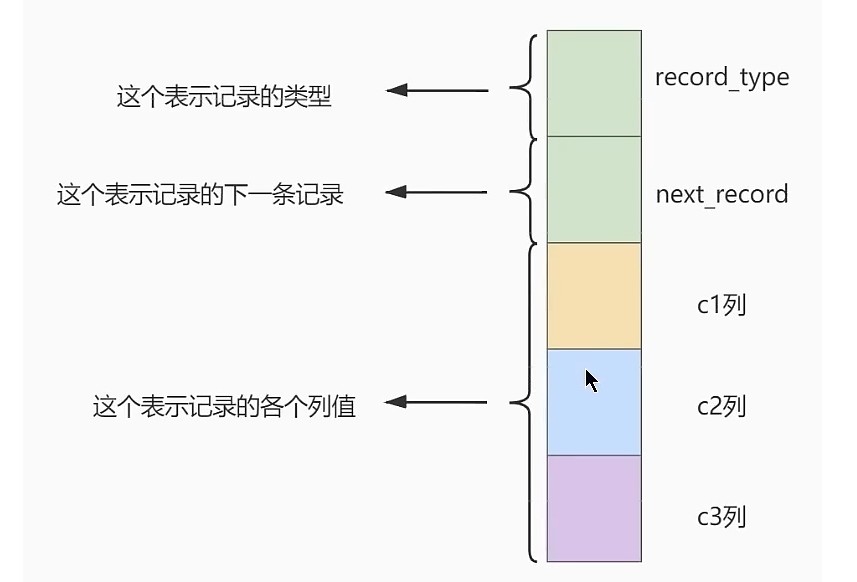 这个表示记录的类型
record_type
这个表示记录的下一条记录
next_record
c1列
这个表示记录的各个列值
c2列
c3列